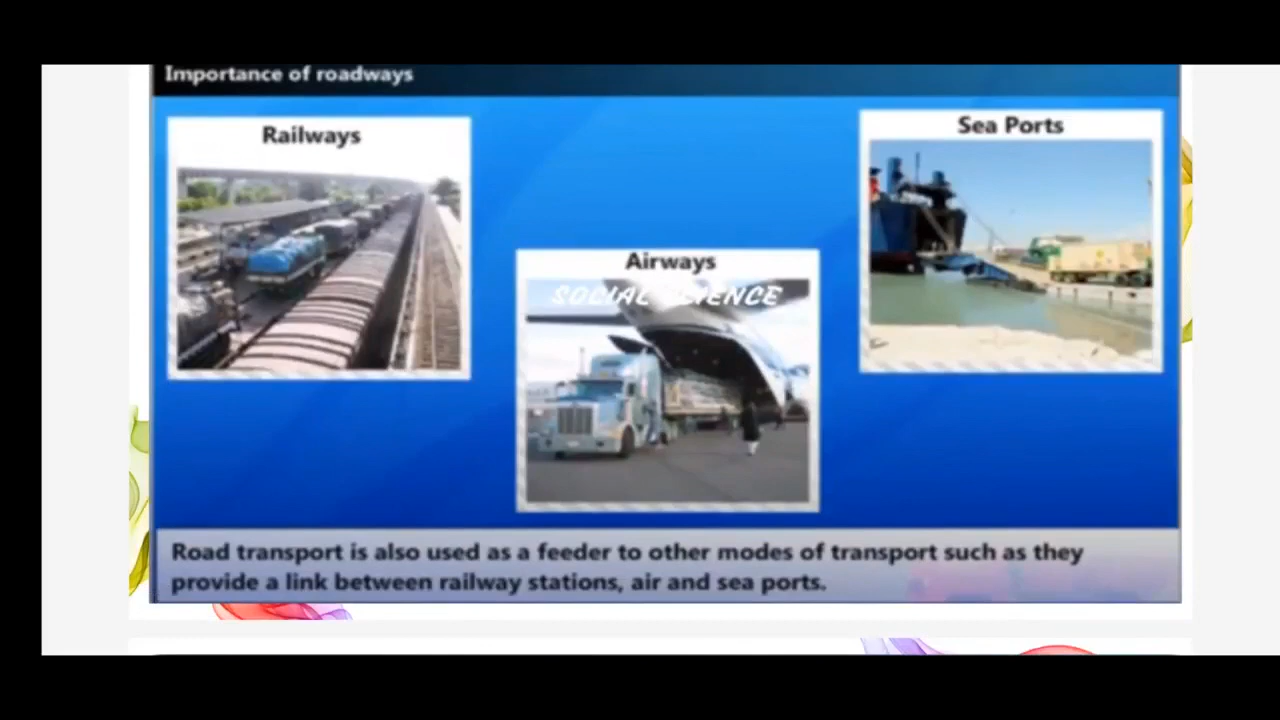 Importance of roadways
Railways
Sea Ports
Airways
SOCIAL SCIENCE
Road transport is also used as a feeder to other modes of transport such as they
provide a link between railway stations, air and sea ports.